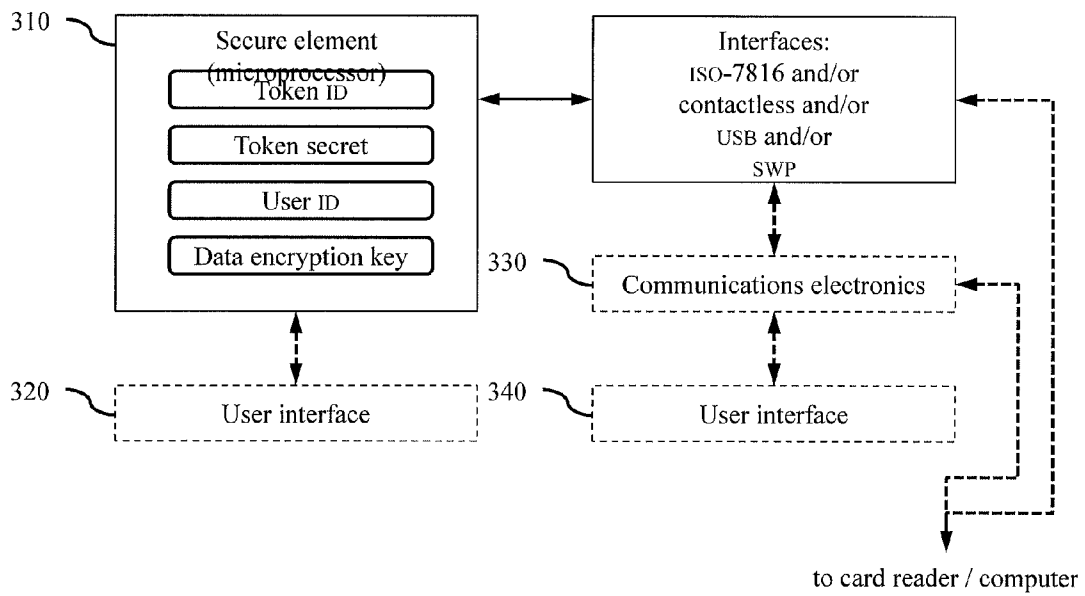 310
Secure element
(microprocessor)
Token ID
Token secret
User ID
Data encryption key
Interfaces:
ISO-7816 and/or
contactless and/or
USB and/or
SWP
330
Communications electronics
320
User interface
340
User interface
to card reader / computer